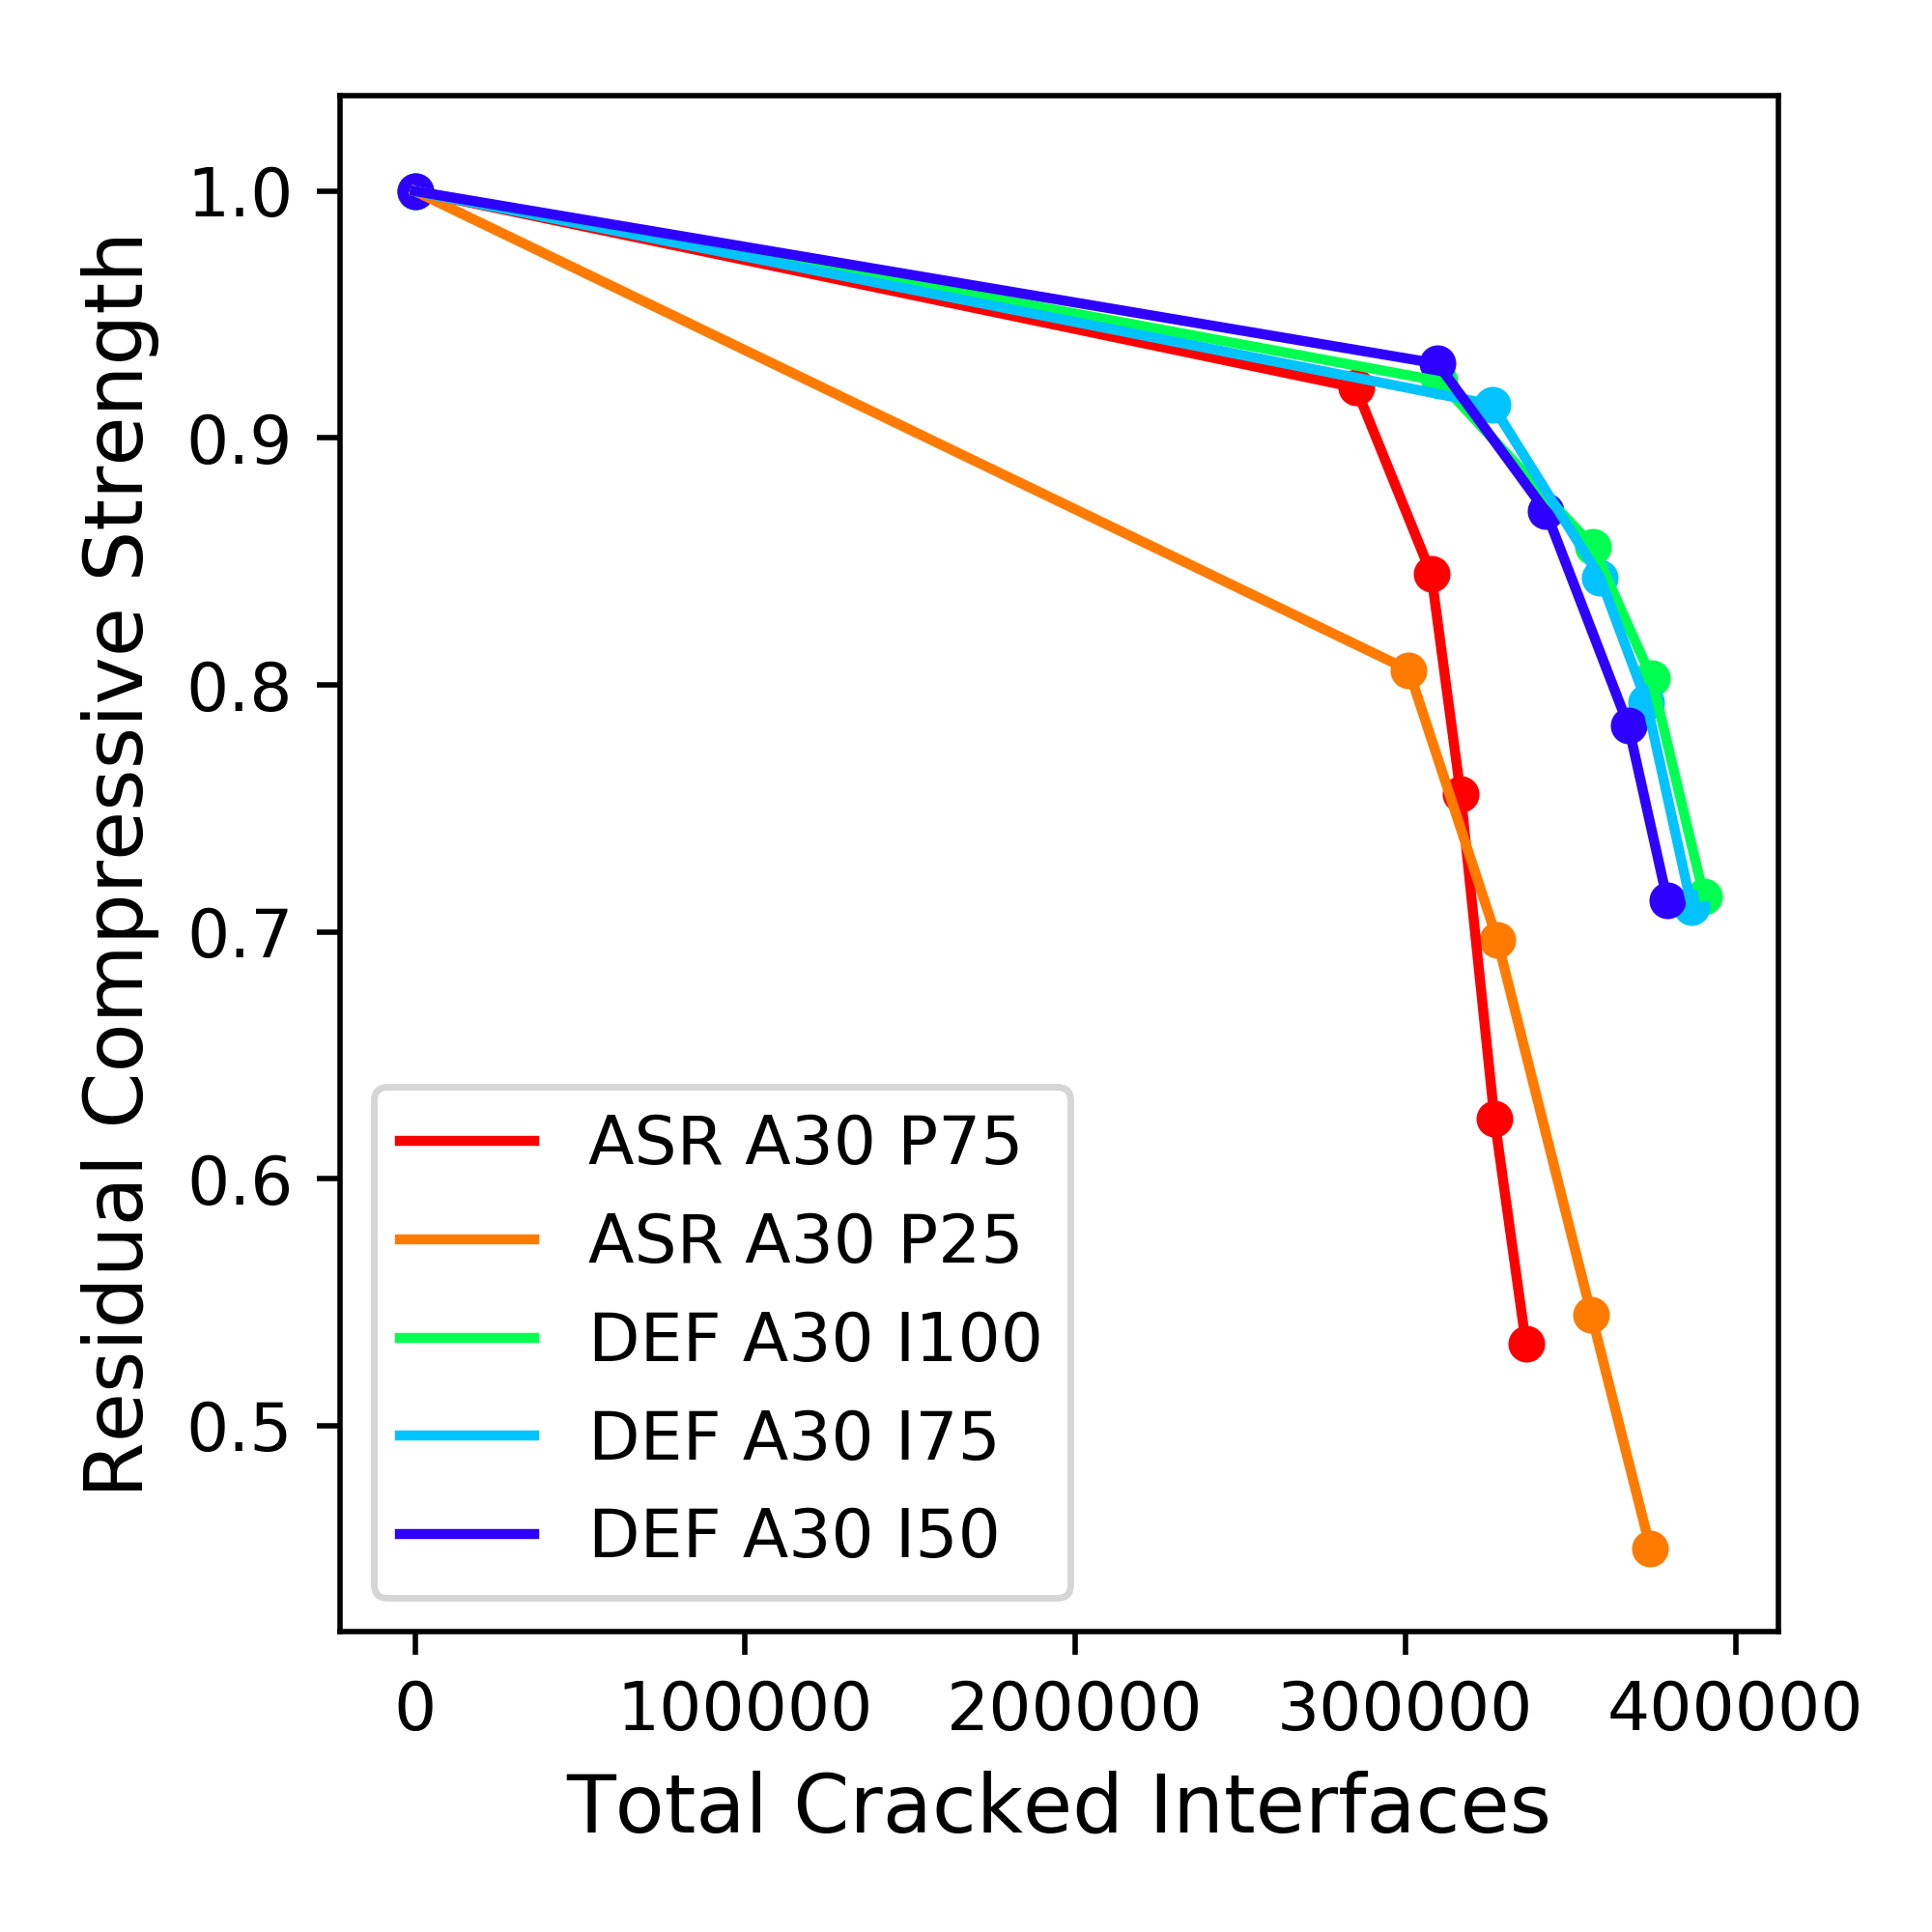 Residual Compressive Strength
1.0
0.9
0.8
0.7
0.6
0.5
ASR A30 P75
ASR A30 P25
DEF A30 I100
DEF A30 I75
DEF A30 I50
0 100000 200000 300000 400000
Total Cracked Interfaces